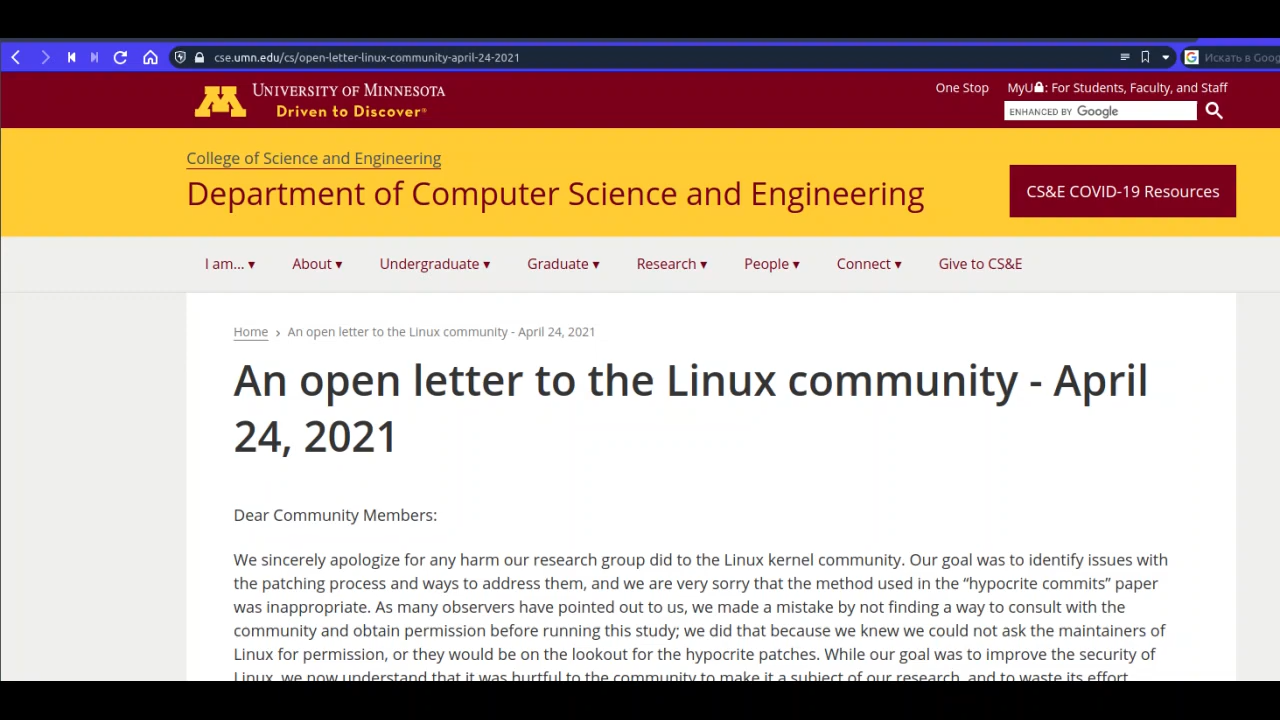 cse.umn.edu/cs/open-letter-linux-community-april-24-2021
Искать в Goog
UNIVERSITY OF MINNESOTA
Driven to Discover®
One Stop
MyU: For Students, Faculty, and Staff
ENHANCED BY Google
College of Science and Engineering
Department of Computer Science and Engineering
CS&E COVID-19 Resources
I am... ▾ About ▾ Undergraduate ▾ Graduate ▾ Research ▾ People ▾ Connect ▾ Give to CS&E
Home › An open letter to the Linux community - April 24, 2021
An open letter to the Linux community - April
24, 2021
Dear Community Members:
We sincerely apologize for any harm our research group did to the Linux kernel community. Our goal was to identify issues with
the patching process and ways to address them, and we are very sorry that the method used in the “hypocrite commits” paper
was inappropriate. As many observers have pointed out to us, we made a mistake by not finding a way to consult with the
community and obtain permission before running this study; we did that because we knew we could not ask the maintainers of
Linux for permission, or they would be on the lookout for the hypocrite patches. While our goal was to improve the security of
Linux, we now understand that it was hurtful to the community to make it a subject of our research, and to waste its effort